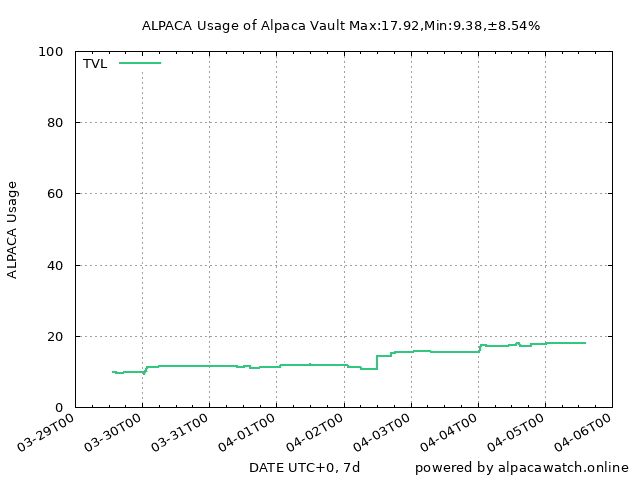 ALPACA Usage of Alpaca Vault Max:17.92,Min:9.38,±8.54%
TVL
100
80
60
40
20
0
ALPACA Usage
03-29T00
03-30T00
03-31T00
04-01T00
04-02T00
04-03T00
04-04T00
04-05T00
04-06T00
DATE UTC+0, 7d
powered by alpacawatch.online